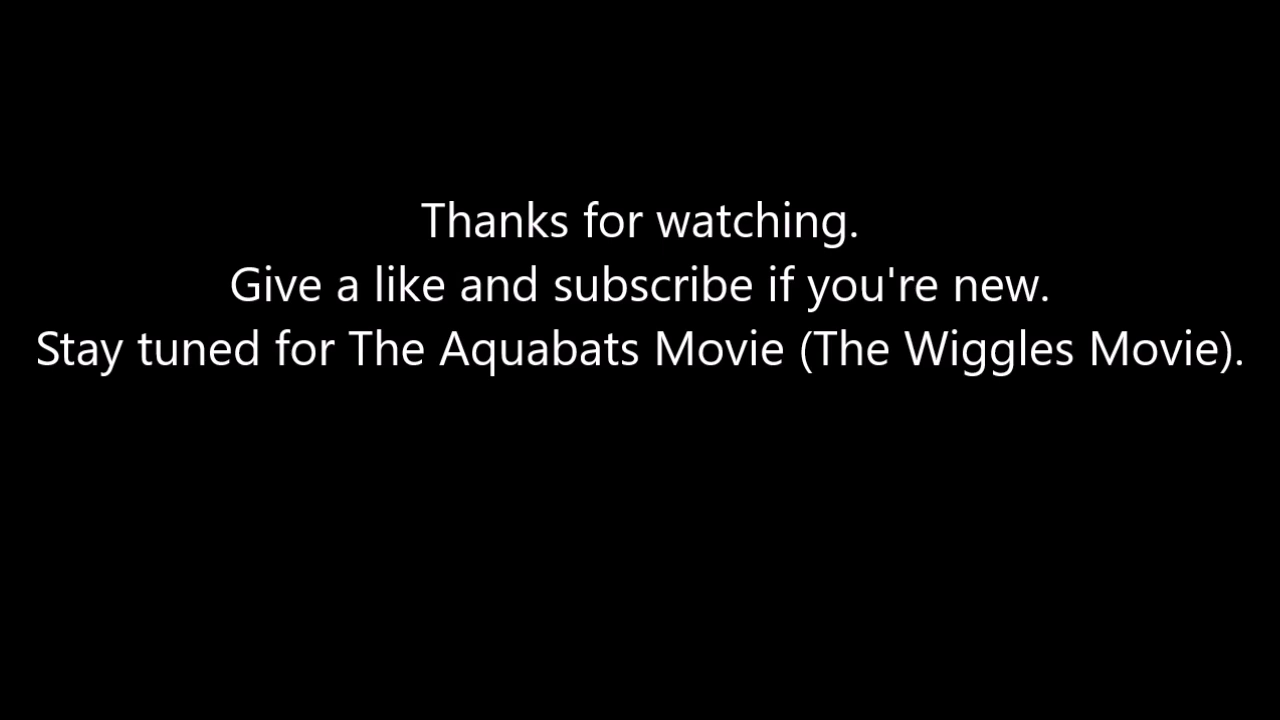 Thanks for watching.
Give a like and subscribe if you're new.
Stay tuned for The Aquabats Movie (The Wiggles Movie).